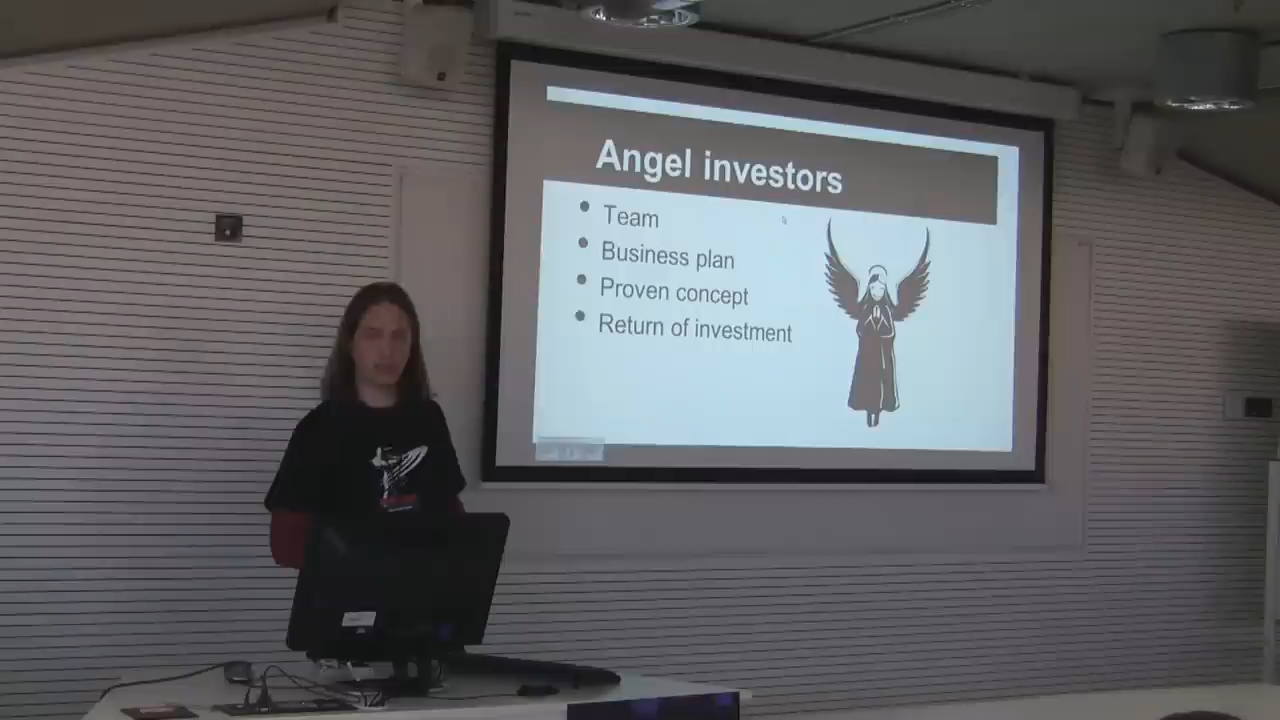 Angel investors
Team
Business plan
Proven concept
Return of investment